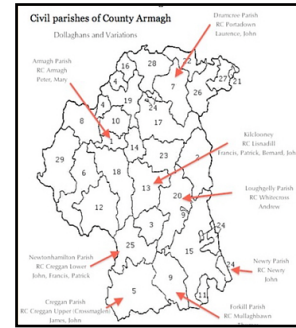 Civil parishes of County Armagh
Dollaghans and Variations
Drumcree Parish
RC Portadown
Laurence, John
Armagh Parish
RC Armagh
Peter, Mary
16
28
22
4
7
27
21
26
19
4
24
8
10
17
1
14
23
2
Kilclooney
RC Lisnadill
Francis, Patrick, Bernard, Joh
29
6
18
13
20
Loughgilly Parish
RC Whitecross
Andrew
12
9
3
24
25
15
Newtonhamilton Parish
RC Creggan Lower
John, Francis, Patrick
24
Newry Parish
RC Newry
John
5
9
11
Creggan Parish
RC Creggan Upper (Crossmaglen)
James, John
Forkill Parish
RC Mullaghbawn